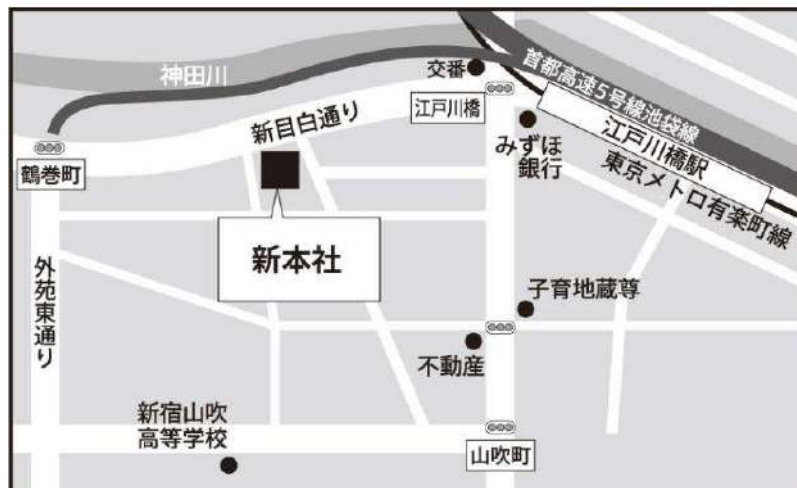 神田川
交番
首都高速5号線池袋線
江戸川橋
新目白通り
江戸川橋駅
みずほ
銀行
東京メトロ有楽町線
鶴巻町
新本社
外苑東通り
子育地蔵尊
不動産
新宿山吹
高等学校
山吹町